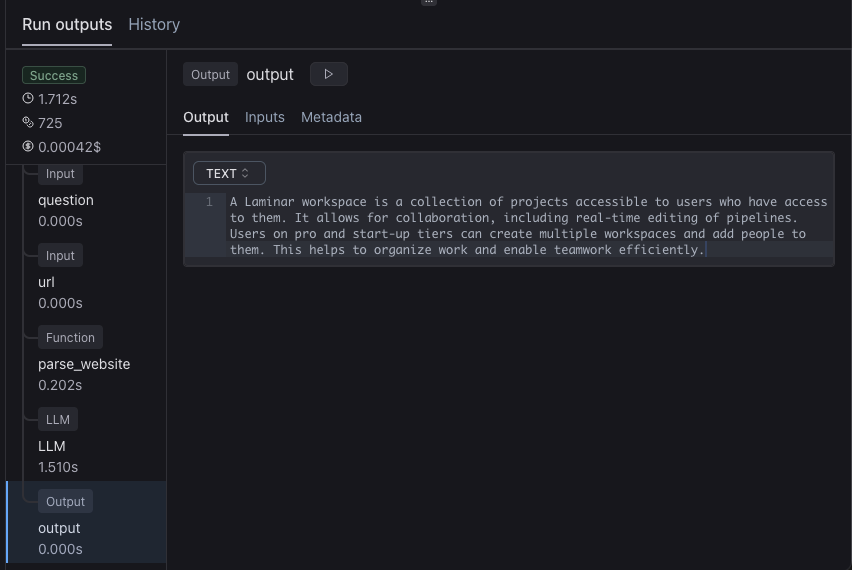 ...
Run outputs History
Success
1.712s
725
0.00042$
Input
question
0.000s
Input
url
0.000s
Function
parse_website
0.202s
LLM
LLM
1.510s
Output
output
0.000s
Output output
Output Inputs Metadata
TEXT
1 A Laminar workspace is a collection of projects accessible to users who have access
to them. It allows for collaboration, including real-time editing of pipelines.
Users on pro and start-up tiers can create multiple workspaces and add people to
them. This helps to organize work and enable teamwork efficiently.